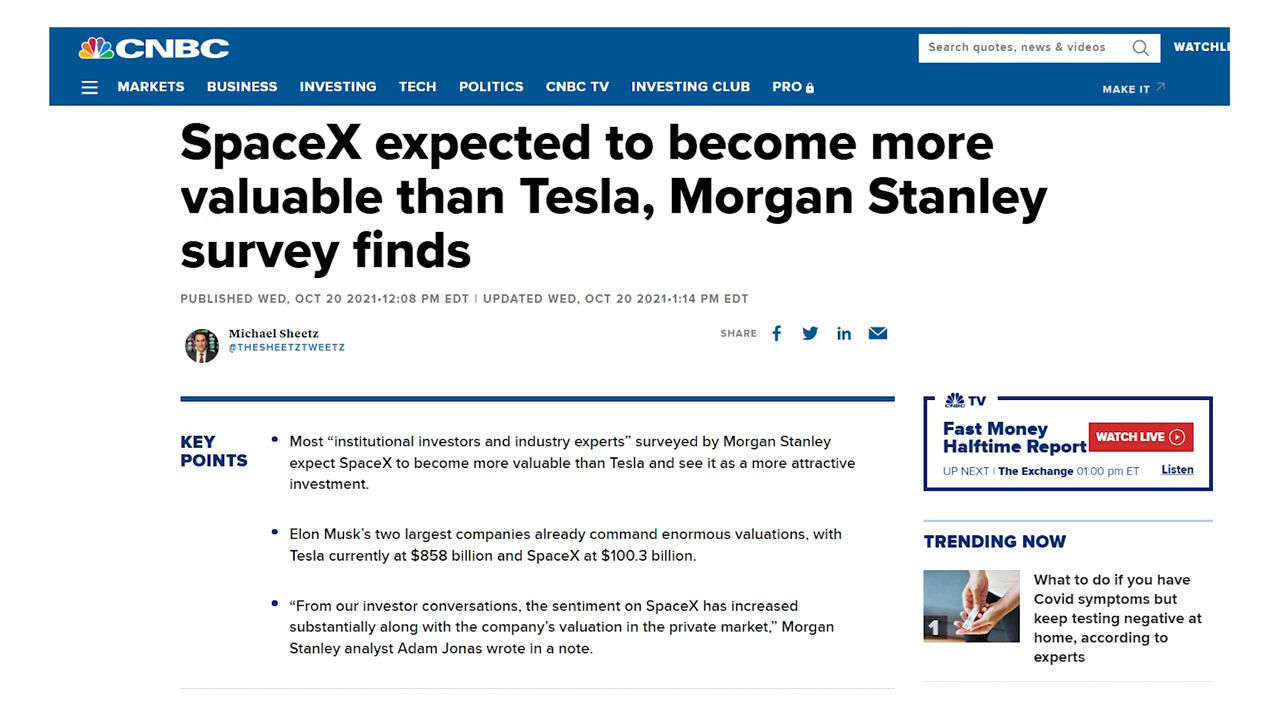 CNBC
Search quotes, news & videos
WATCHLI
MARKETS BUSINESS INVESTING TECH POLITICS CNBC TV INVESTING CLUB PRO
MAKE IT
SpaceX expected to become more
valuable than Tesla, Morgan Stanley
survey finds
PUBLISHED WED, OCT 20 2021•12:08 PM EDT | UPDATED WED, OCT 20 2021•1:14 PM EDT
Michael Sheetz
@THESHEETZTWEETZ
SHARE
KEY
POINTS
Most “institutional investors and industry experts” surveyed by Morgan Stanley
expect SpaceX to become more valuable than Tesla and see it as a more attractive
investment.
Elon Musk’s two largest companies already command enormous valuations, with
Tesla currently at $858 billion and SpaceX at $100.3 billion.
“From our investor conversations, the sentiment on SpaceX has increased
substantially along with the company’s valuation in the private market,” Morgan
Stanley analyst Adam Jonas wrote in a note.
CNBC TV
Fast Money
Halftime Report
WATCH LIVE
UP NEXT | The Exchange 01:00 pm ET
Listen
TRENDING NOW
1
What to do if you have
Covid symptoms but
keep testing negative at
home, according to
experts